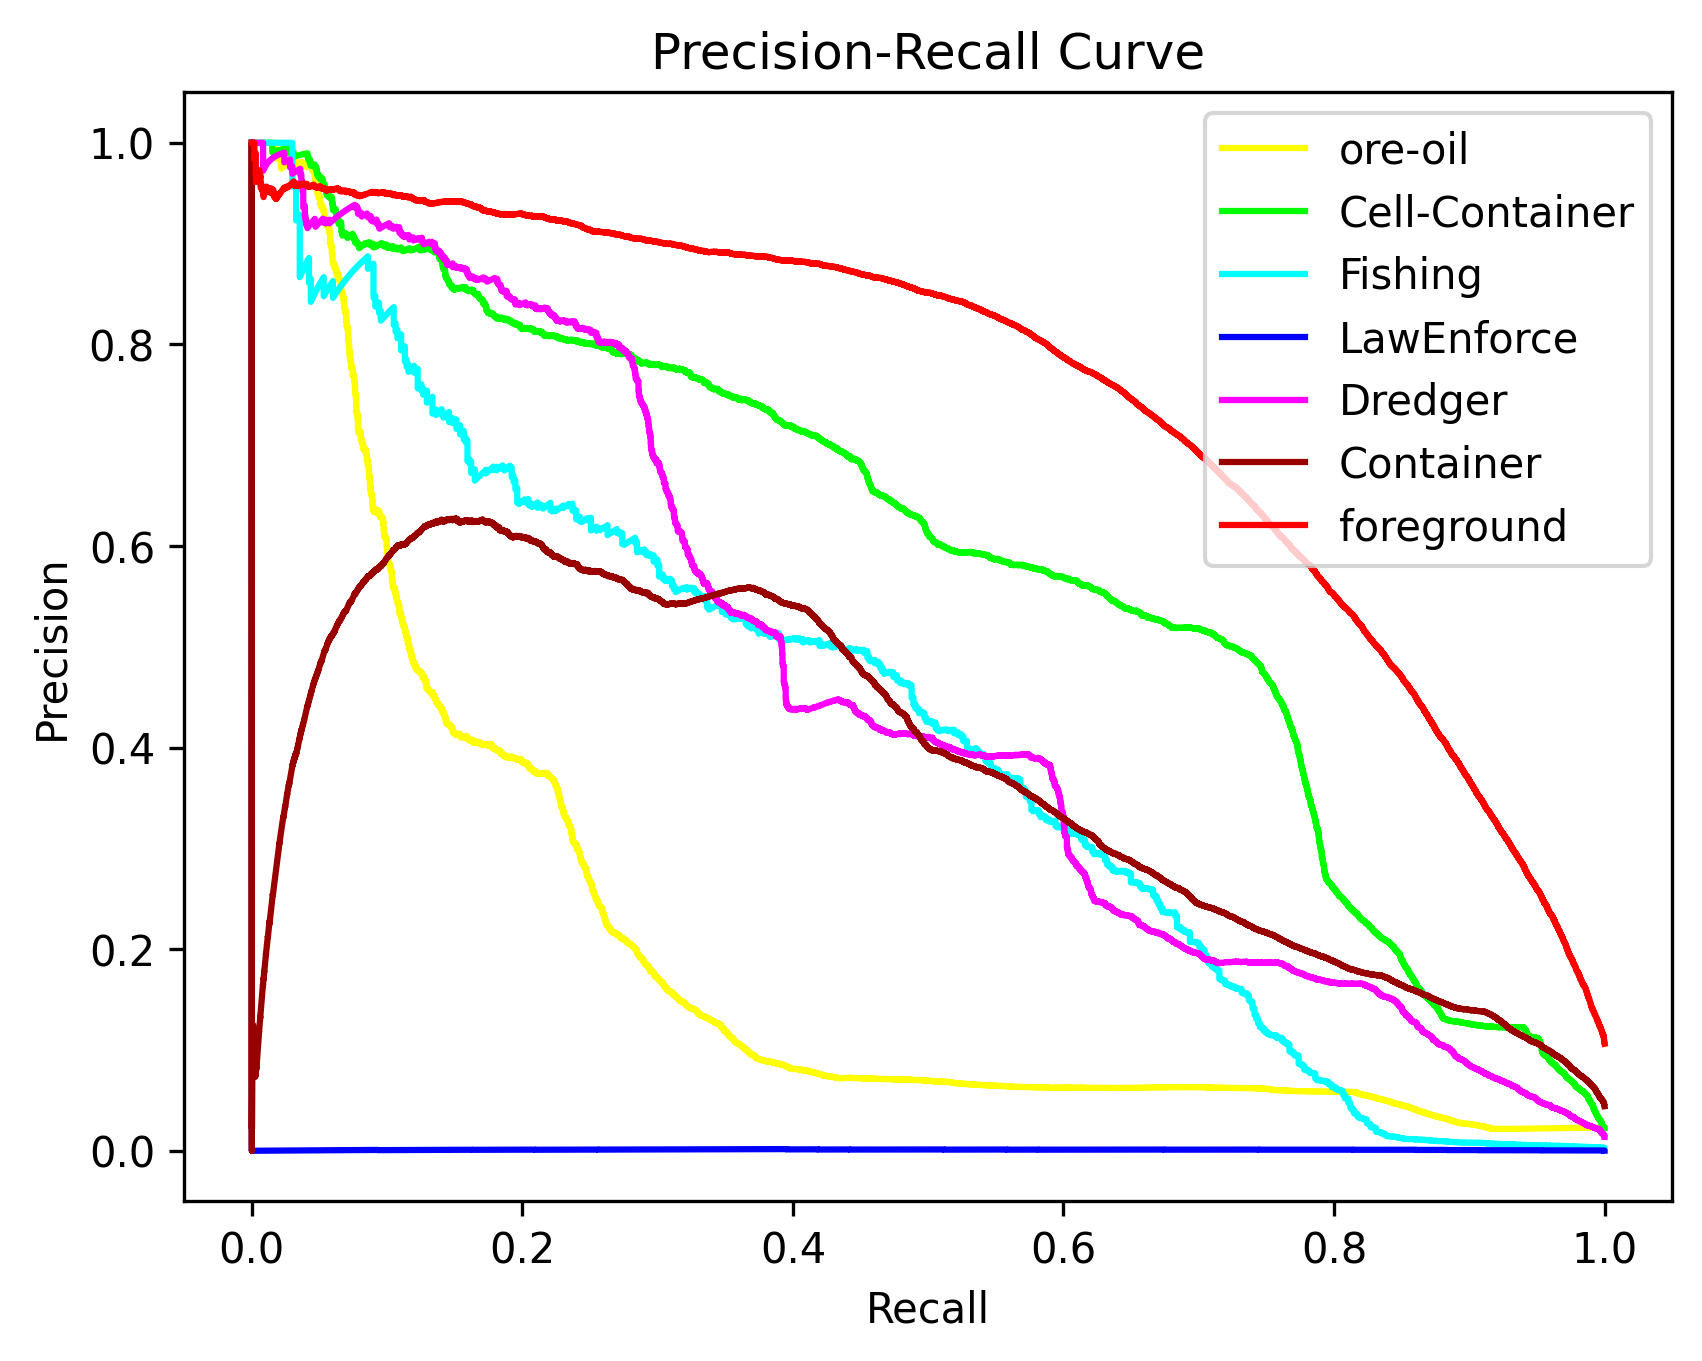 Precision-Recall Curve
1.0
0.8
0.6
0.4
0.2
0.0
Precision
ore-oil
Cell-Container
Fishing
LawEnforce
Dredger
Container
foreground
0.0 0.2 0.4 0.6 0.8 1.0
Recall